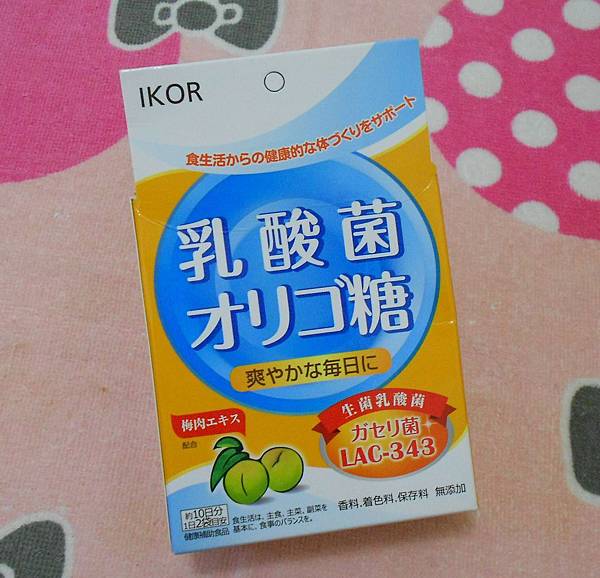 IKOR
食生活からの健康的な体づくりをサポート
乳酸菌
オリゴ糖
爽やかな毎日に
梅肉エキス
配合
生菌乳酸菌
ガセリ菌
LAC-343
香料.着色料.保存料 無添加
約10日分
1日2袋目安
健康補助食品
食生活は、主食、主菜、副菜を
基本に、食事のバランスを。